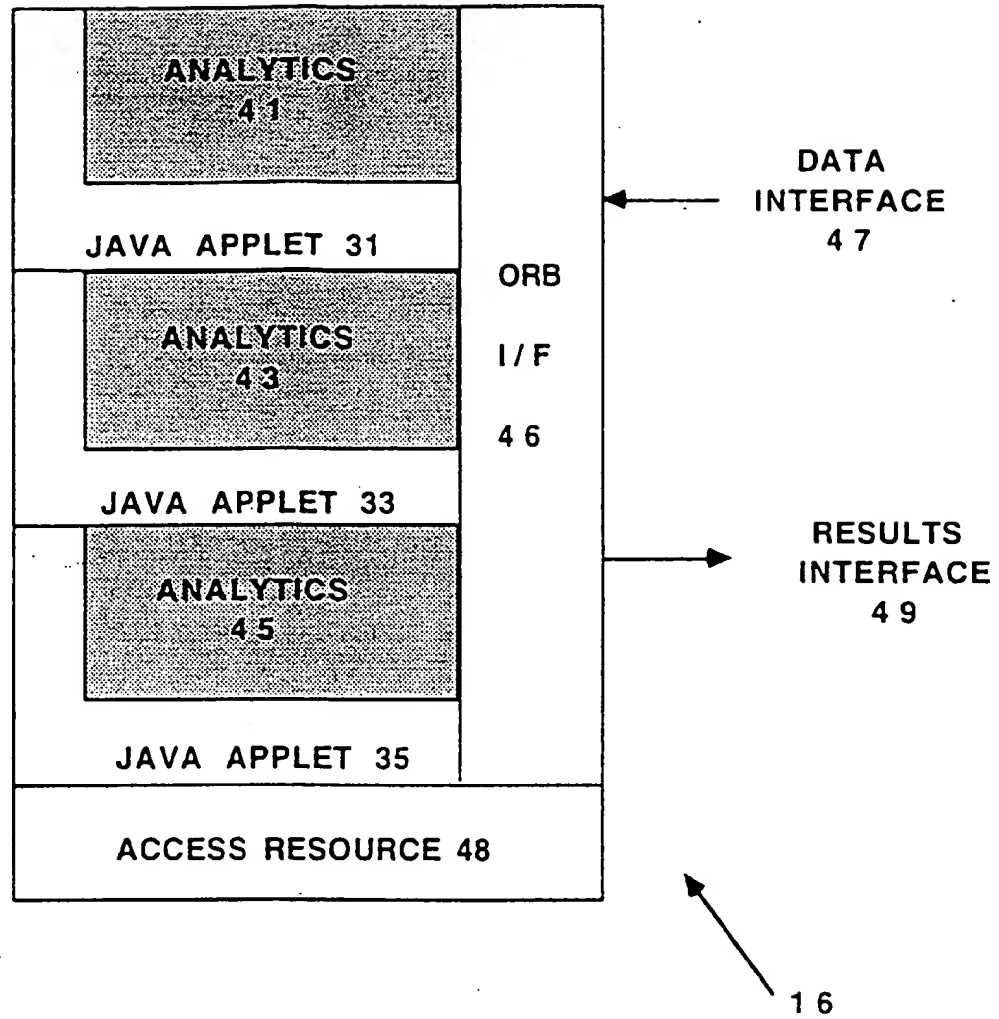 ANALYTICS
41
JAVA APPLET 31
ANALYTICS
43
JAVA APPLET 33
ANALYTICS
45
JAVA APPLET 35
ORB
I/F
46
ACCESS RESOURCE 48
DATA
INTERFACE
47
RESULTS
INTERFACE
49
16